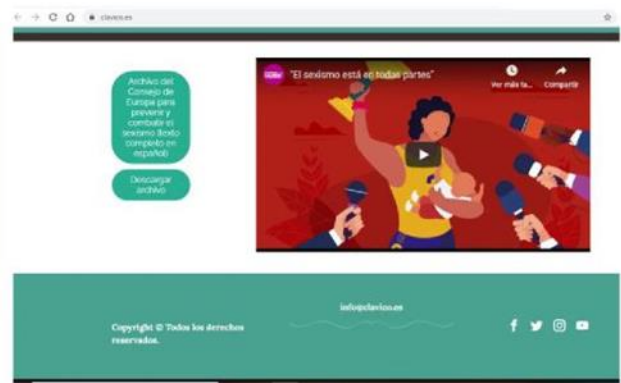 clavico.es
Archivo del
Consejo de
Europa para
prevenir y
combatir el
sexismo (texto
completo en
español)
Descargar
archivo
"El sexismo está en todas partes"
Ver más ta...
Compartir
info@clavico.es
Copyright © Todos los derechos
reservados.